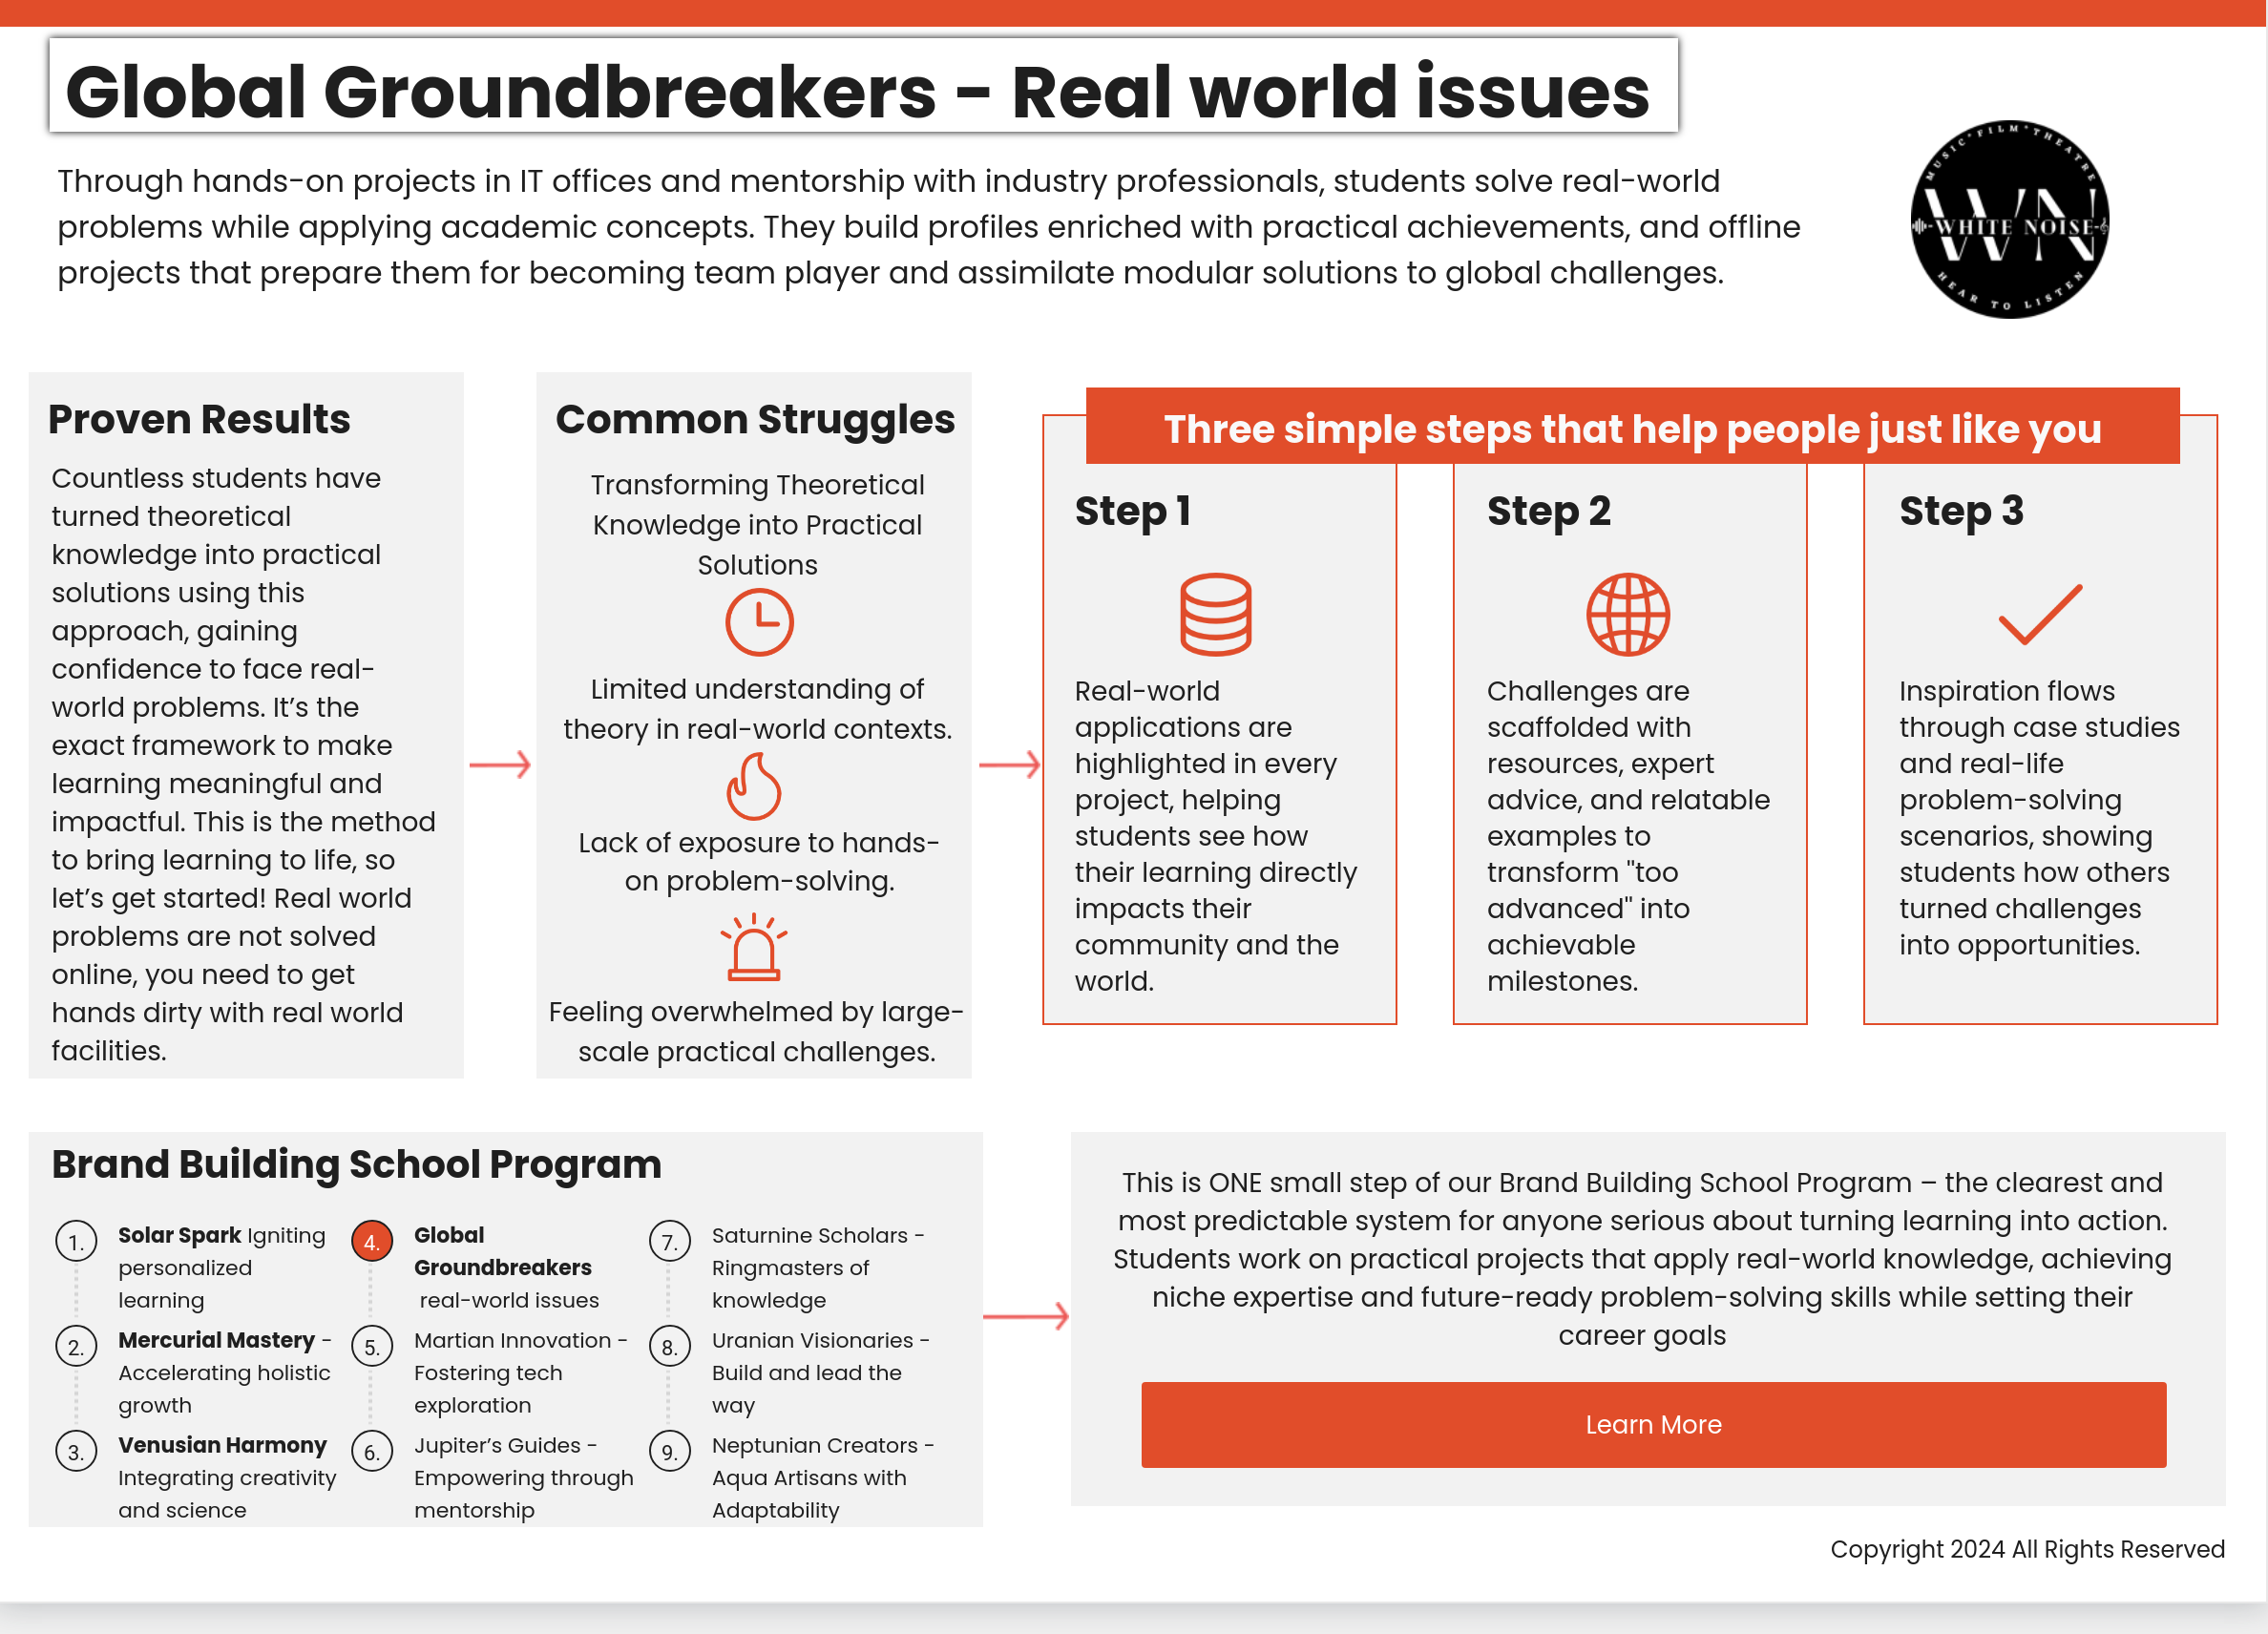 Global Groundbreakers - Real world issues
Through hands-on projects in IT offices and mentorship with industry professionals, students solve real-world
problems while applying academic concepts. They build profiles enriched with practical achievements, and offline
projects that prepare them for becoming team player and assimilate modular solutions to global challenges.
MUSIC * FILM * THEATRE
WN
WHITE NOISE
HEAR TO LISTEN
Proven Results
Countless students have
turned theoretical
knowledge into practical
solutions using this
approach, gaining
confidence to face real-
world problems. It’s the
exact framework to make
learning meaningful and
impactful. This is the method
to bring learning to life, so
let’s get started! Real world
problems are not solved
online, you need to get
hands dirty with real world
facilities.
Common Struggles
Transforming Theoretical
Knowledge into Practical
Solutions
Limited understanding of
theory in real-world contexts.
Lack of exposure to hands-
on problem-solving.
Feeling overwhelmed by large-
scale practical challenges.
Three simple steps that help people just like you
Step 1
Real-world
applications are
highlighted in every
project, helping
students see how
their learning directly
impacts their
community and the
world.
Step 2
Challenges are
scaffolded with
resources, expert
advice, and relatable
examples to
transform "too
advanced" into
achievable
milestones.
Step 3
Inspiration flows
through case studies
and real-life
problem-solving
scenarios, showing
students how others
turned challenges
into opportunities.
Brand Building School Program
1. Solar Spark Igniting
personalized
learning
2. Mercurial Mastery -
Accelerating holistic
growth
3. Venusian Harmony
Integrating creativity
and science
4. Global
Groundbreakers
real-world issues
5. Martian Innovation -
Fostering tech
exploration
6. Jupiter’s Guides -
Empowering through
mentorship
7. Saturnine Scholars -
Ringmasters of
knowledge
8. Uranian Visionaries -
Build and lead the
way
9. Neptunian Creators -
Aqua Artisans with
Adaptability
This is ONE small step of our Brand Building School Program – the clearest and
most predictable system for anyone serious about turning learning into action.
Students work on practical projects that apply real-world knowledge, achieving
niche expertise and future-ready problem-solving skills while setting their
career goals
Learn More
Copyright 2024 All Rights Reserved